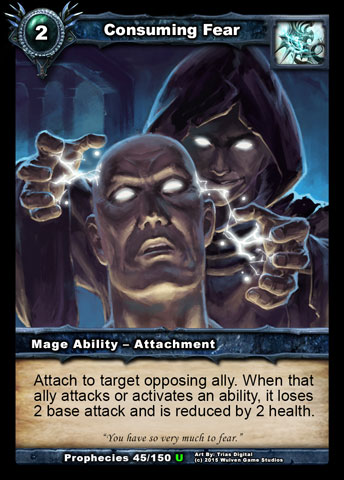 2
Consuming Fear
Mage Ability – Attachment
Attach to target opposing ally. When that
ally attacks or activates an ability, it loses
2 base attack and is reduced by 2 health.
"You have so very much to fear."
Prophecies 45/150 U
Art By: Trias Digital
(c) 2015 Wulven Game Studios